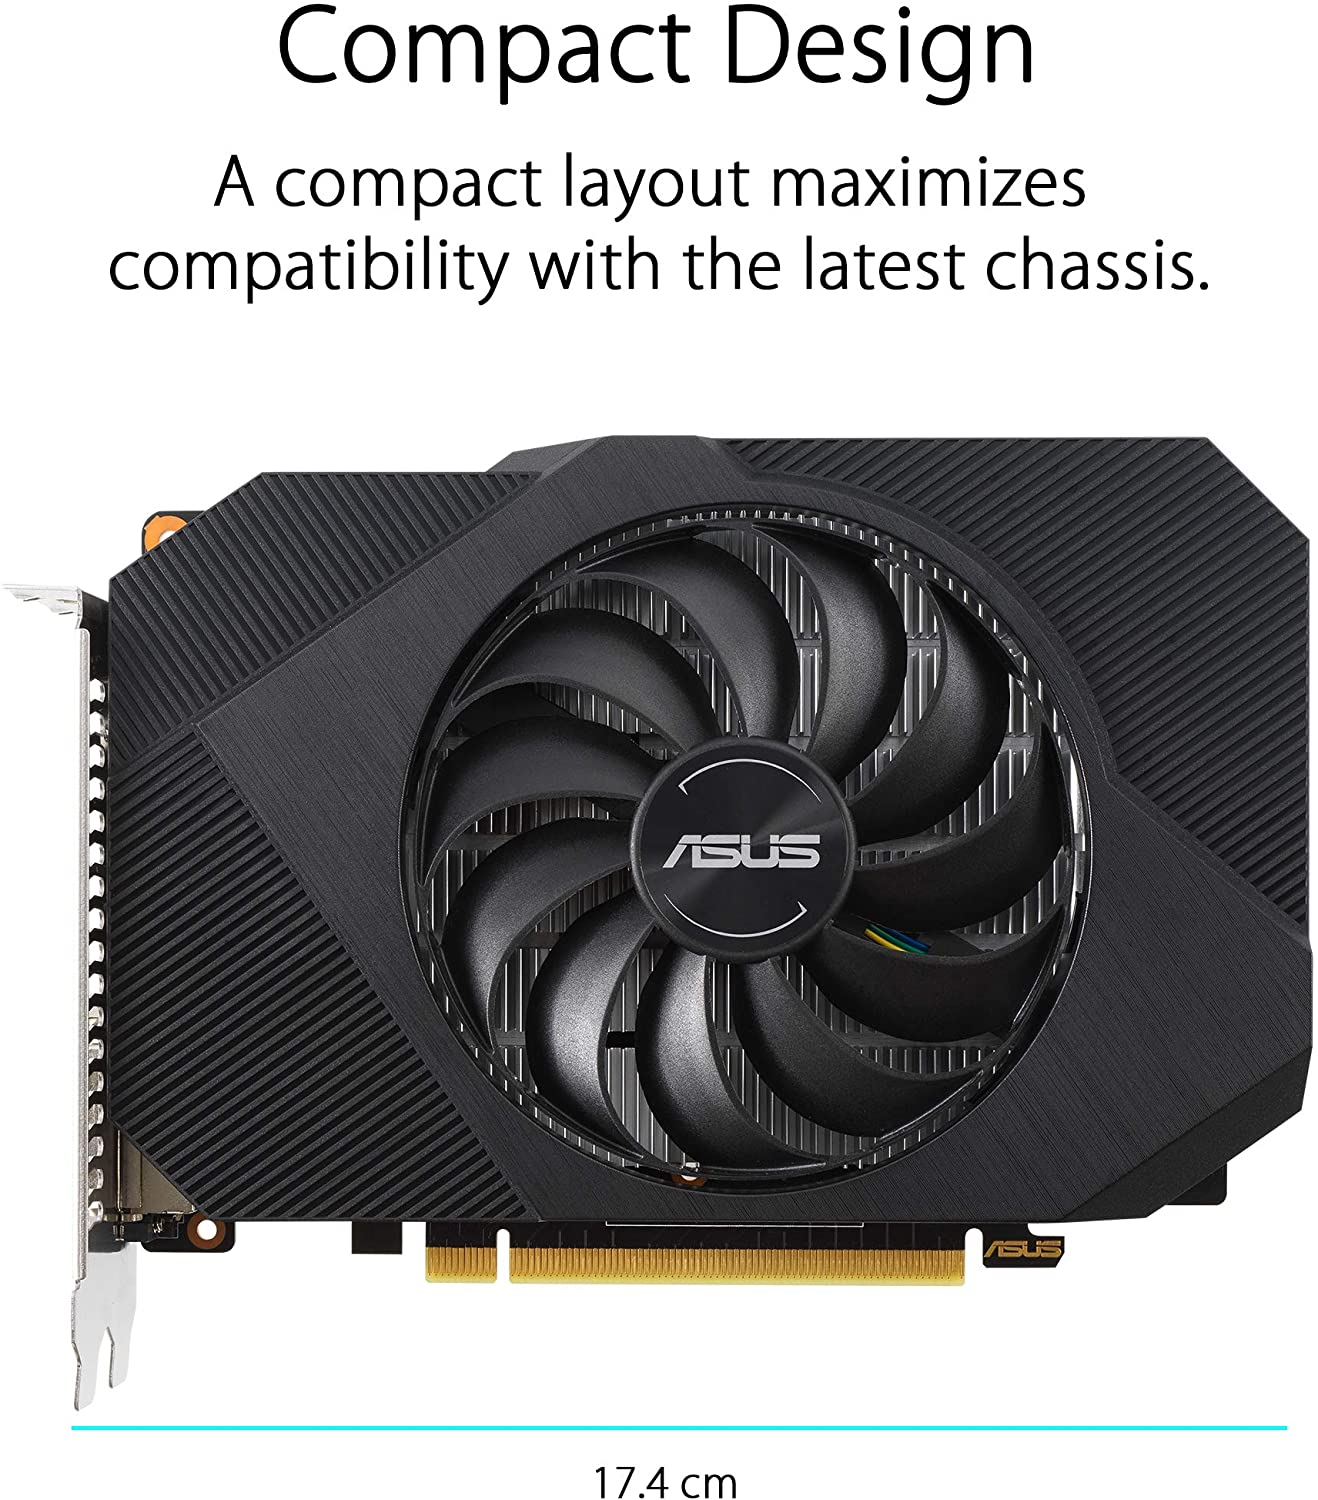 Compact Design
A compact layout maximizes
compatibility with the latest chassis.
ASUS
ASUS
17.4 cm